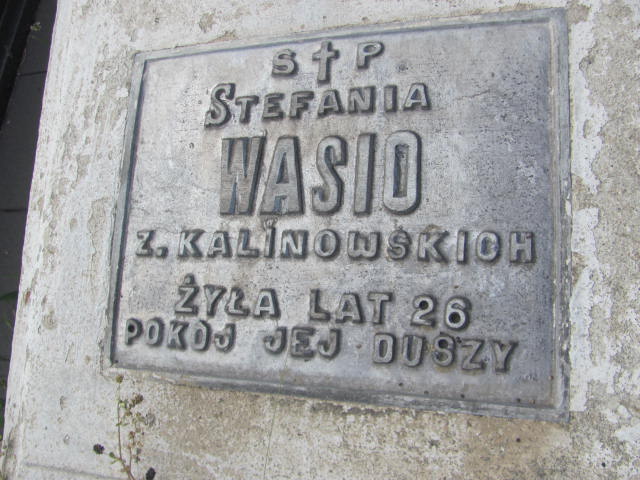 Ś†P
STEFANIA
WASIO
Z. KALINOWSKICH
ŻYŁA LAT 26
POKÓJ JEJ DUSZY